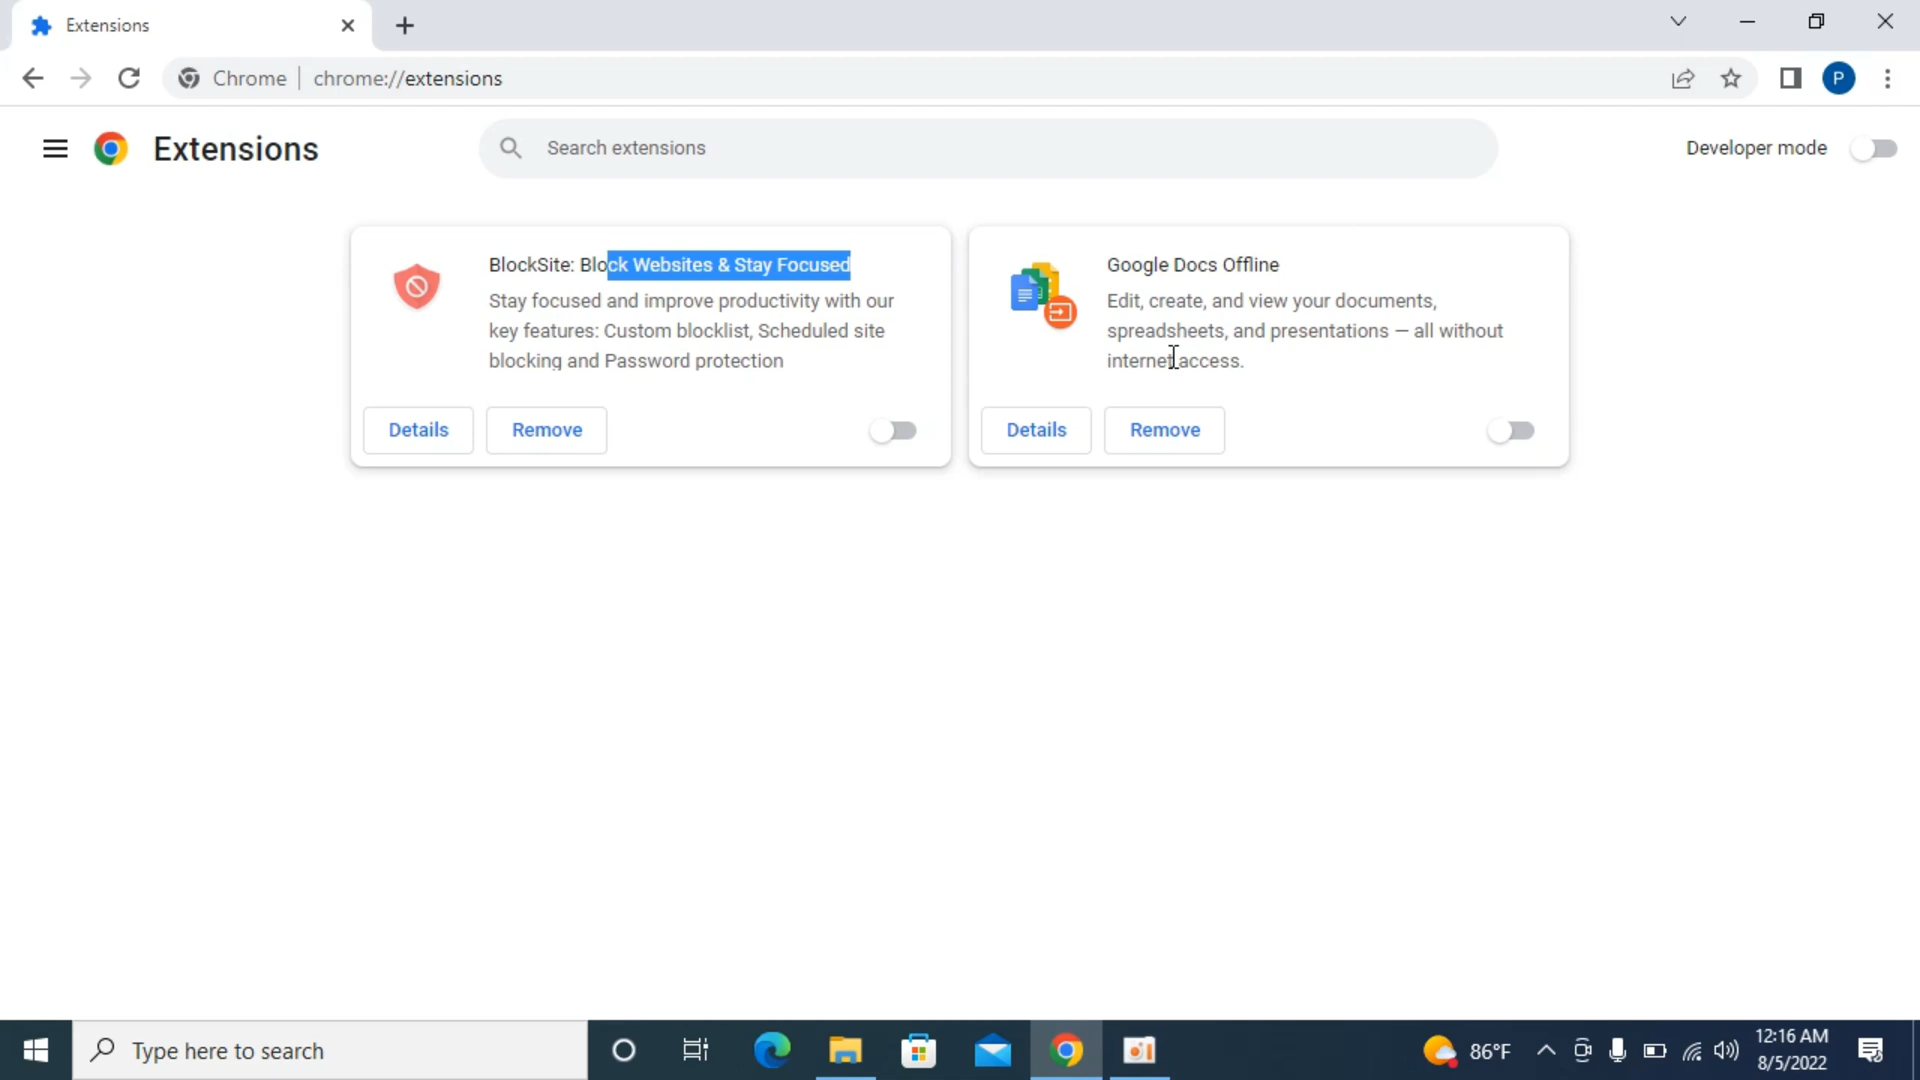 Extensions
Chrome chrome://extensions
P
Extensions
Search extensions
Developer mode
BlockSite: Block Websites & Stay Focused
Stay focused and improve productivity with our
key features: Custom blocklist, Scheduled site
blocking and Password protection
Details Remove
Google Docs Offline
Edit, create, and view your documents,
spreadsheets, and presentations — all without
internet access.
Details Remove
Type here to search
86°F
12:16 AM
8/5/2022